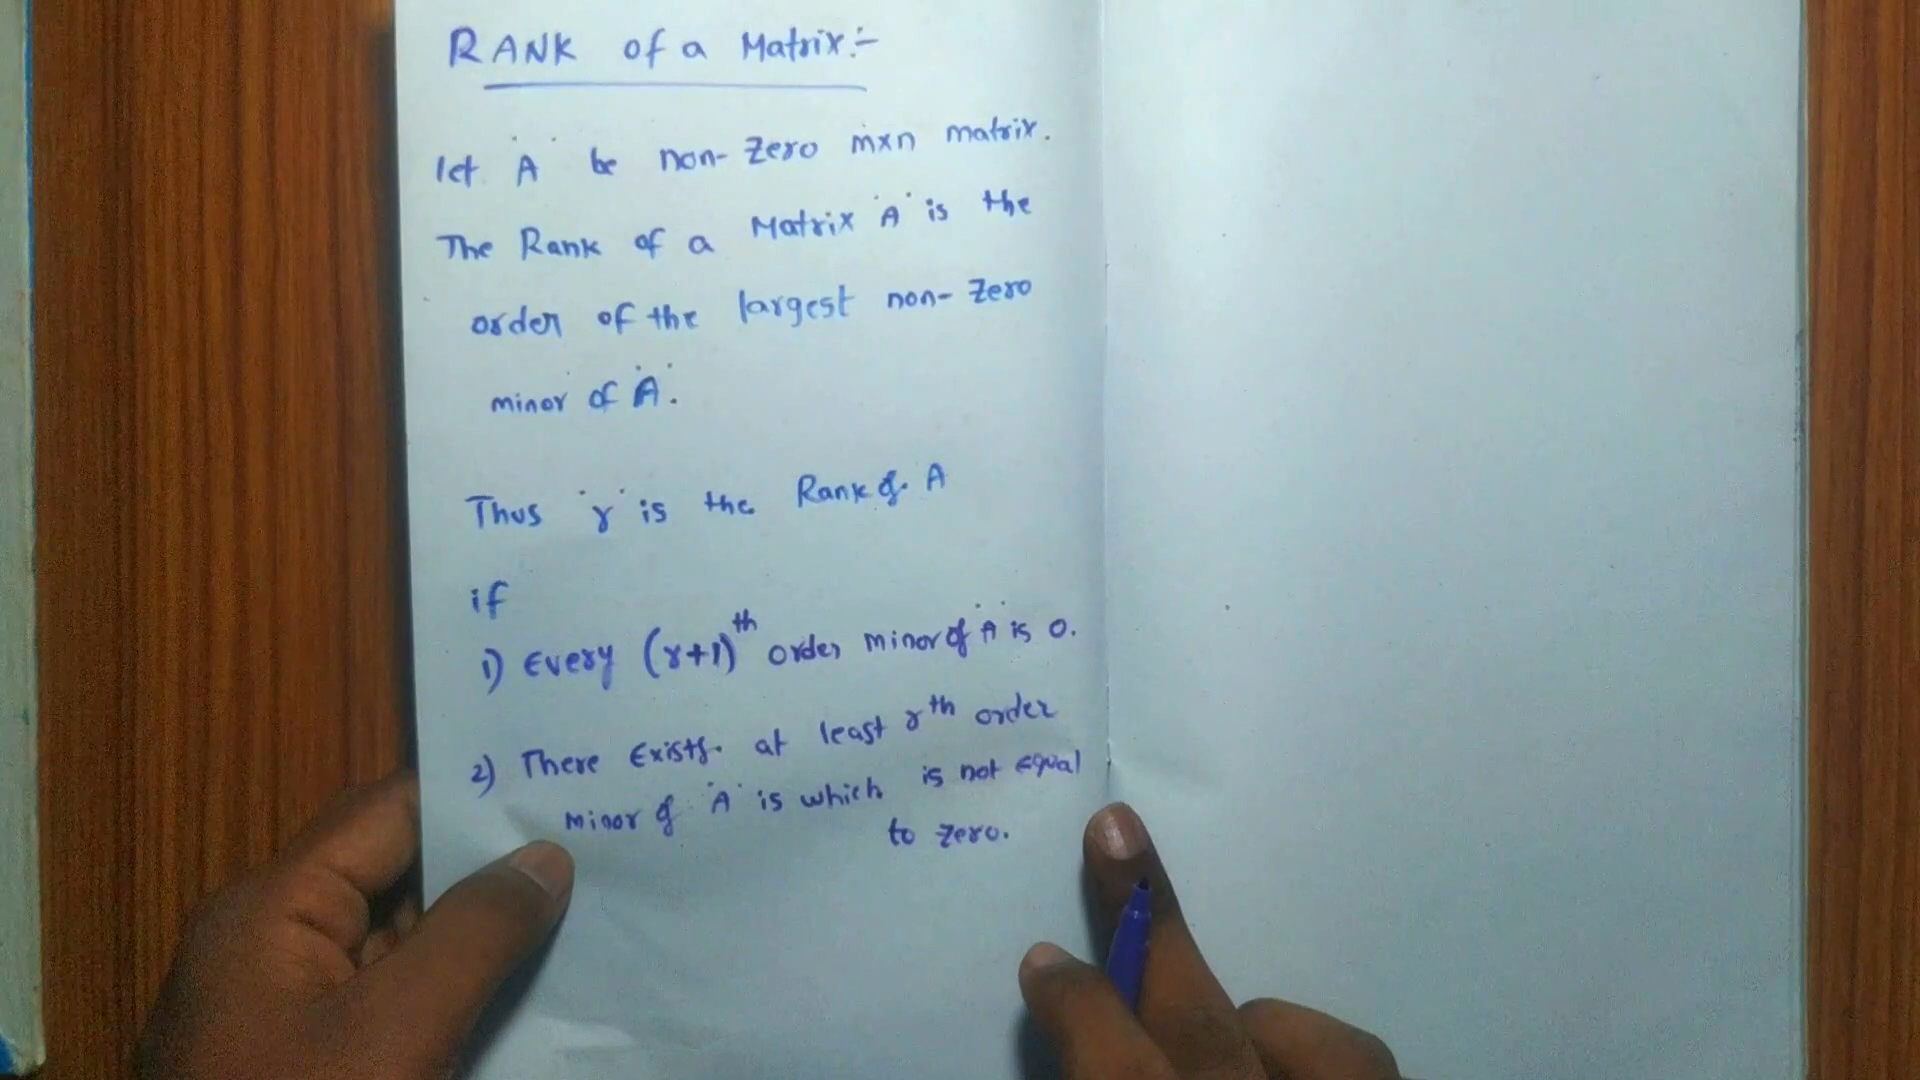 RANK of a Matrix:-
let 'A' be non-zero mxn matrix.
The Rank of a Matrix 'A' is the
order of the largest non-zero
minor of 'A'.
Thus 'r' is the Rank of A
if
1) Every (r+1)th order minor of 'A' is 0.
2) There Exists at least rth order
minor of 'A' is which is not equal
to zero.